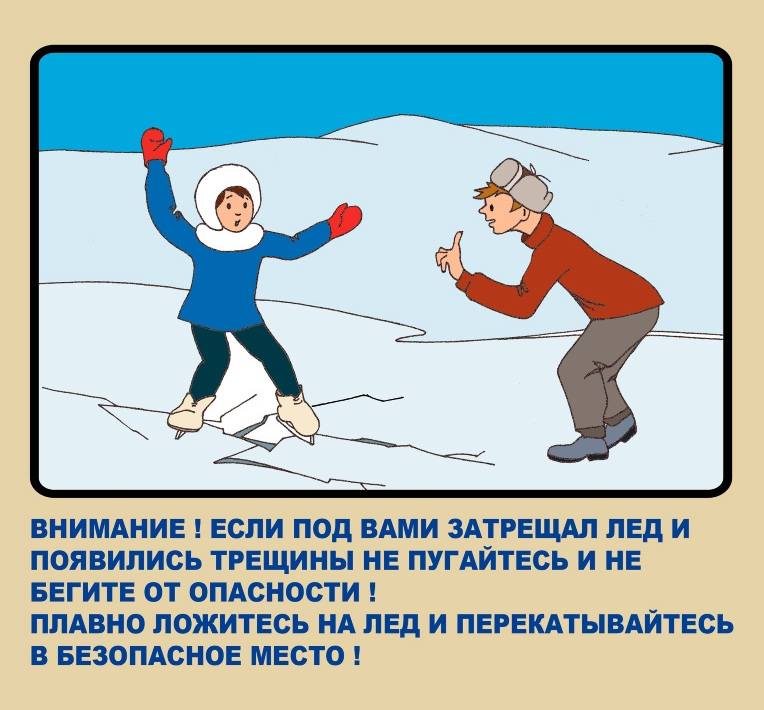 ВНИМАНИЕ ! ЕСЛИ ПОД ВАМИ ЗАТРЕЩАЛ ЛЕД И
ПОЯВИЛИСЬ ТРЕЩИНЫ НЕ ПУГАЙТЕСЬ И НЕ
БЕГИТЕ ОТ ОПАСНОСТИ !
ПЛАВНО ЛОЖИТЕСЬ НА ЛЕД И ПЕРЕКАТЫВАЙТЕСЬ
В БЕЗОПАСНОЕ МЕСТО !